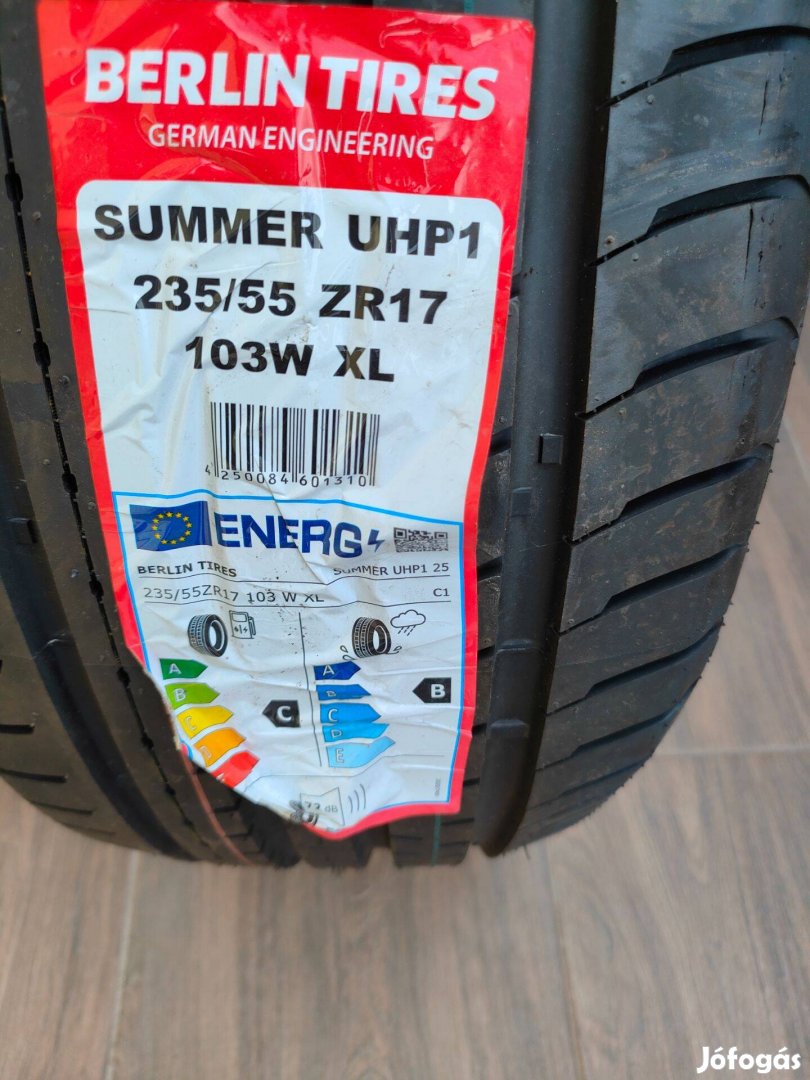 BERLIN TIRES
GERMAN ENGINEERING
SUMMER UHP1
235/55 ZR17
103W XL
4 250084 601310
ENERG
BERLIN TIRES SUMMER UHP1 25
235/55ZR17 103 W XL C1
A
B
C
D
C
A
B
C
D
E
B
dB
Jófogás